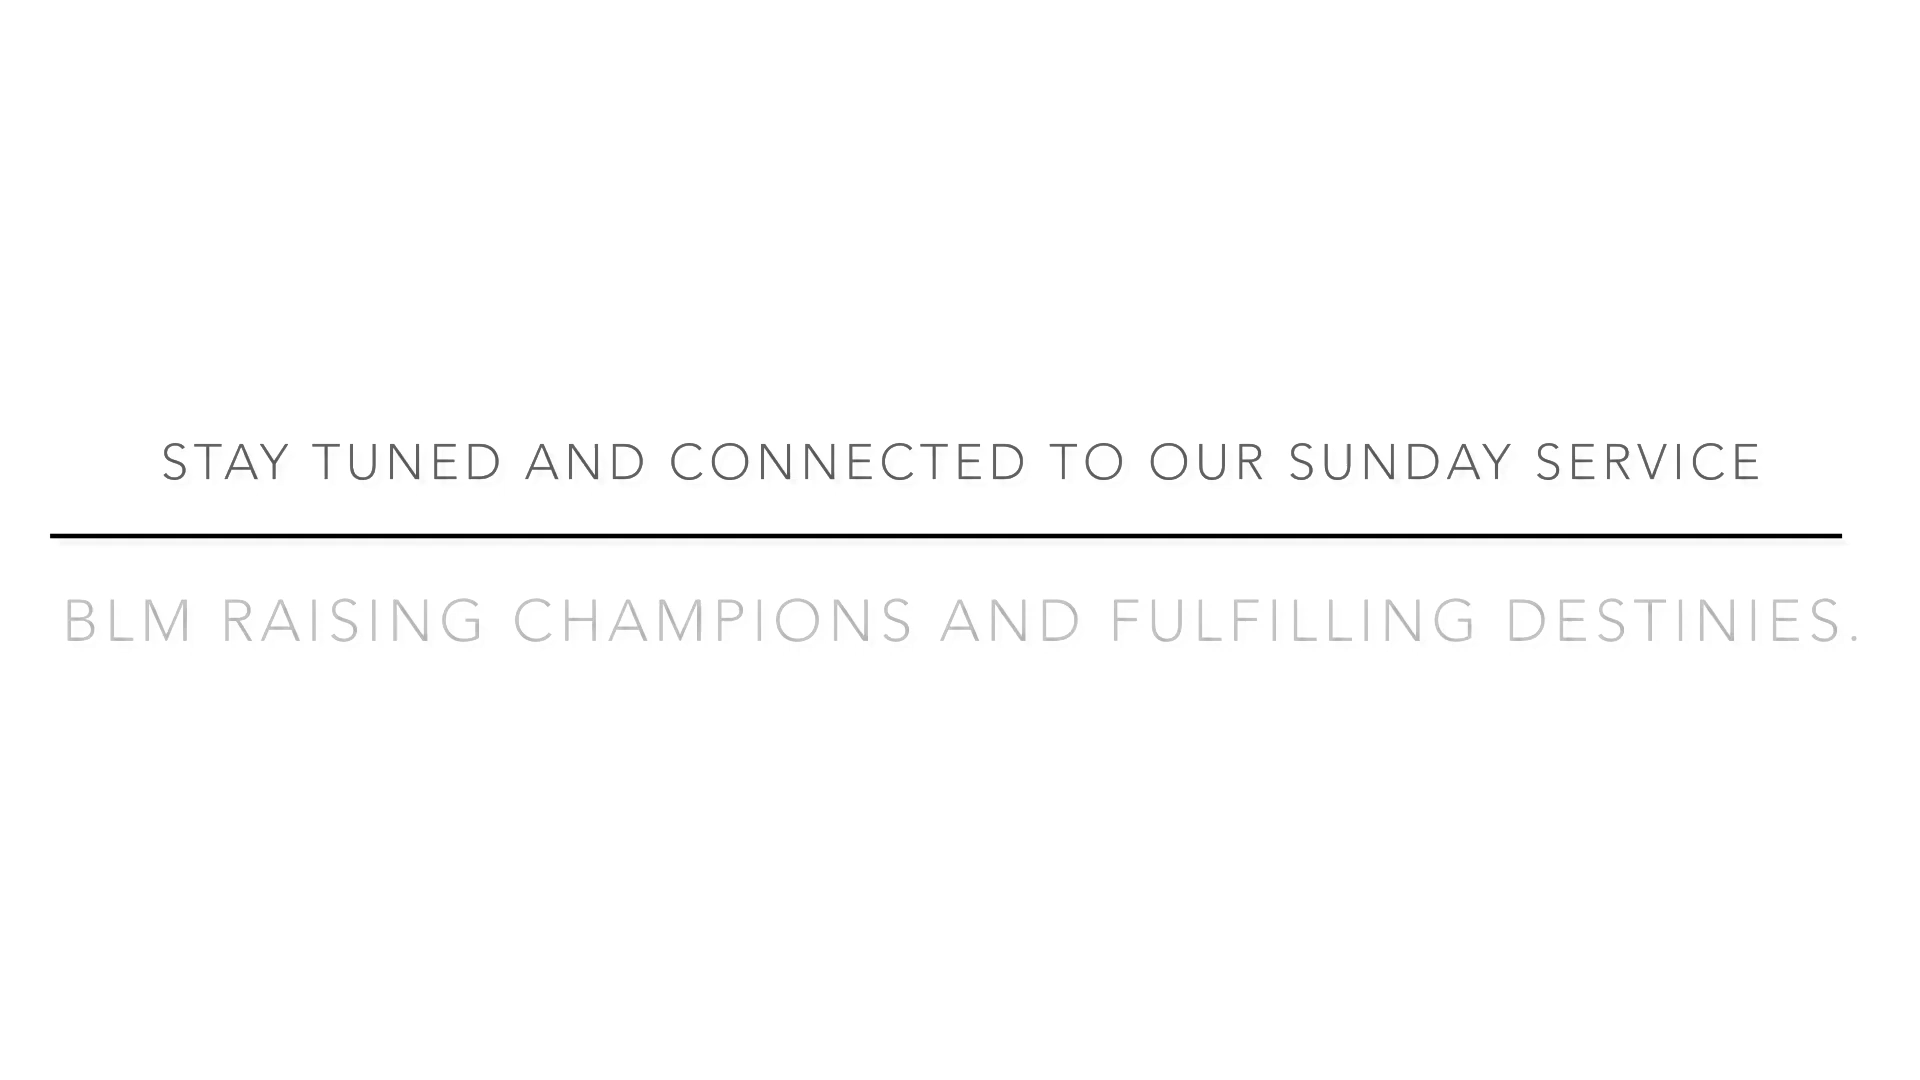 STAY TUNED AND CONNECTED TO OUR SUNDAY SERVICE
BLM RAISING CHAMPIONS AND FULFILLING DESTINIES.